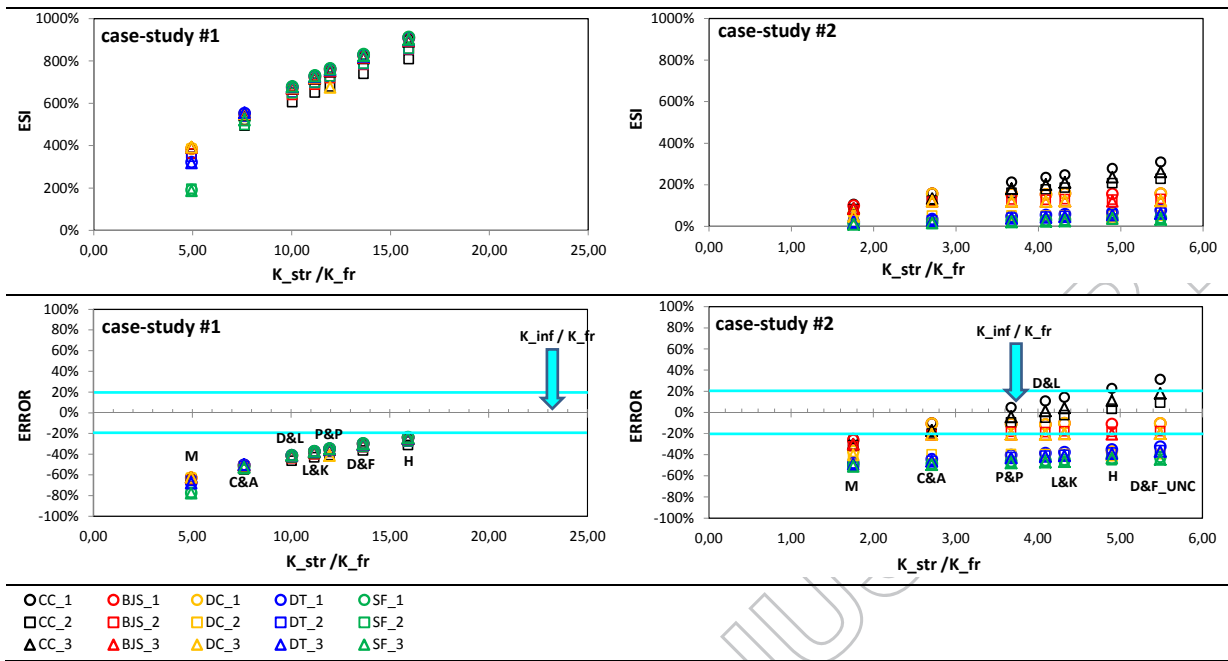 case-study #1
1000%
800%
600%
400%
200%
0%
ESI
0,00 5,00 10,00 15,00 20,00 25,00
K_str /K_fr
case-study #2
1000%
800%
600%
400%
200%
0%
ESI
0,00 1,00 2,00 3,00 4,00 5,00 6,00
K_str /K_fr
case-study #1
100%
80%
60%
40%
20%
0%
-20%
-40%
-60%
-80%
-100%
ERROR
K_inf / K_fr
M
C&A
D&L
L&K
P&P
D&F
H
0,00 5,00 10,00 15,00 20,00 25,00
K_str /K_fr
case-study #2
100%
80%
60%
40%
20%
0%
-20%
-40%
-60%
-80%
-100%
ERROR
K_inf / K_fr
D&L
M
C&A
P&P
L&K
H
D&F_UNC
0,00 1,00 2,00 3,00 4,00 5,00 6,00
K_str /K_fr
CC_1 BJS_1 DC_1 DT_1 SF_1
CC_2 BJS_2 DC_2 DT_2 SF_2
CC_3 BJS_3 DC_3 DT_3 SF_3